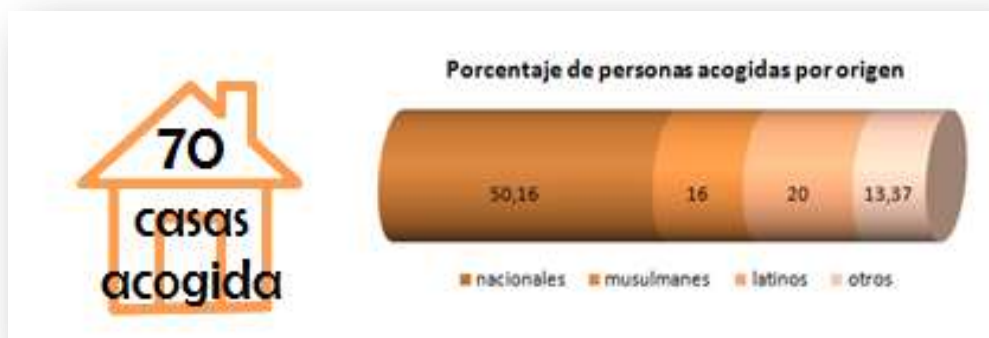 70
casas
acogida
Porcentaje de personas acogidas por origen
50,16 16 20 13,37
nacionales musulmanes latinos otros